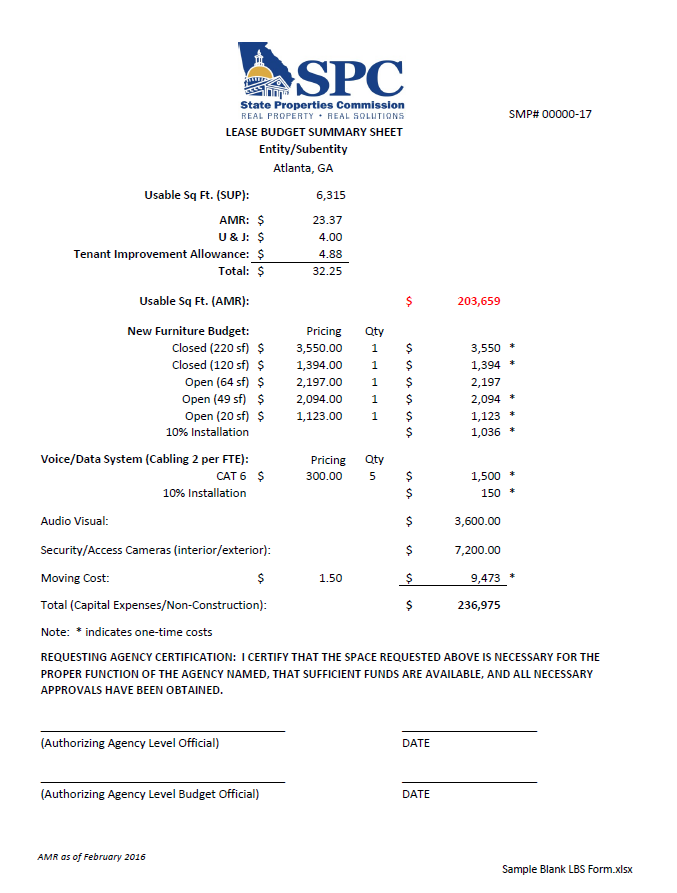 SPC
State Properties Commission
REAL PROPERTY • REAL SOLUTIONS
SMP# 00000-17
LEASE BUDGET SUMMARY SHEET
Entity/Subentity
Atlanta, GA
Usable Sq Ft. (SUP): 6,315
AMR: $ 23.37
U & J: $ 4.00
Tenant Improvement Allowance: $ 4.88
Total: $ 32.25
Usable Sq Ft. (AMR): $ 203,659
New Furniture Budget: Pricing Qty
Closed (220 sf) $ 3,550.00 1 $ 3,550 *
Closed (120 sf) $ 1,394.00 1 $ 1,394 *
Open (64 sf) $ 2,197.00 1 $ 2,197
Open (49 sf) $ 2,094.00 1 $ 2,094 *
Open (20 sf) $ 1,123.00 1 $ 1,123 *
10% Installation $ 1,036 *
Voice/Data System (Cabling 2 per FTE): Pricing Qty
CAT 6 $ 300.00 5 $ 1,500 *
10% Installation $ 150 *
Audio Visual: $ 3,600.00
Security/Access Cameras (interior/exterior): $ 7,200.00
Moving Cost: $ 1.50 $ 9,473 *
Total (Capital Expenses/Non-Construction): $ 236,975
Note: * indicates one-time costs
REQUESTING AGENCY CERTIFICATION: I CERTIFY THAT THE SPACE REQUESTED ABOVE IS NECESSARY FOR THE
PROPER FUNCTION OF THE AGENCY NAMED, THAT SUFFICIENT FUNDS ARE AVAILABLE, AND ALL NECESSARY
APPROVALS HAVE BEEN OBTAINED.
(Authorizing Agency Level Official) DATE
(Authorizing Agency Level Budget Official) DATE
AMR as of February 2016
Sample Blank LBS Form.xlsx